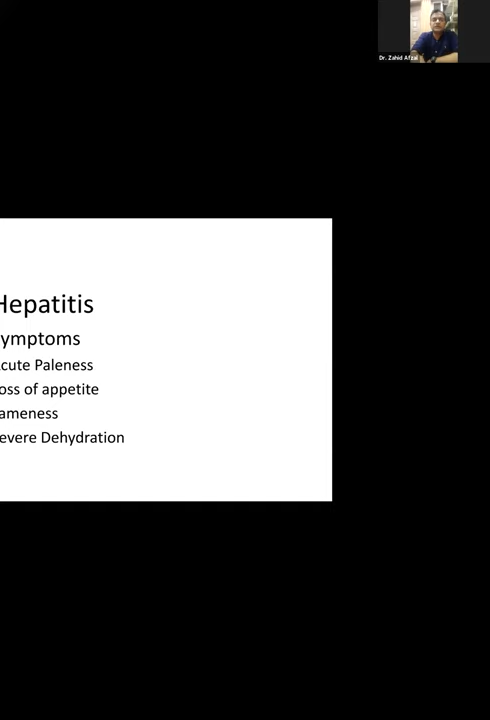 Dr. Zahid Afzal
Hepatitis
ymptoms
cute Paleness
oss of appetite
ameness
evere Dehydration